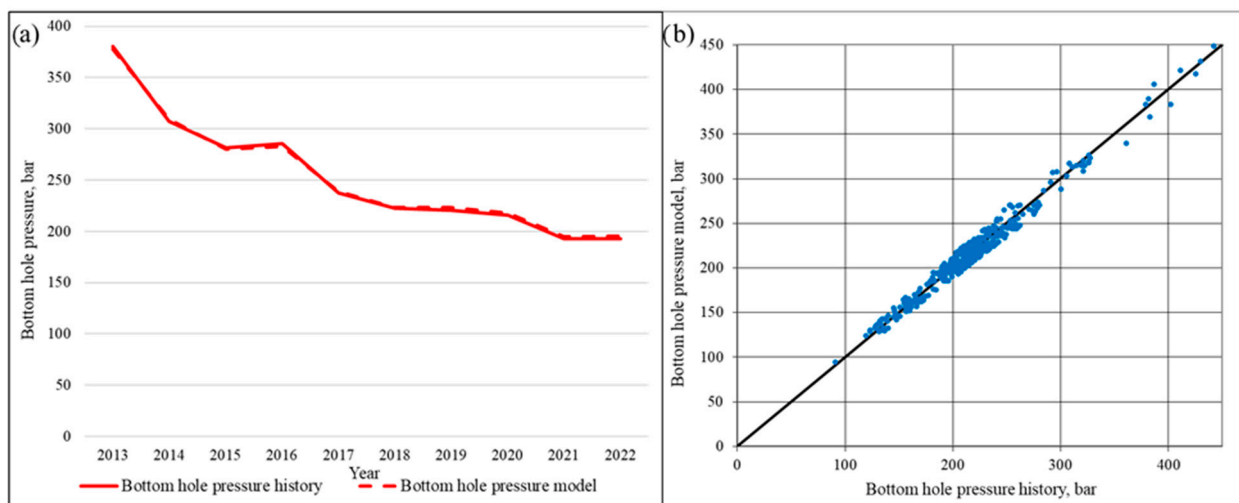 (a)
Bottom hole pressure, bar
400
350
300
250
200
150
100
50
0
2013 2014 2015 2016 2017 2018 2019 2020 2021 2022
Year
Bottom hole pressure history Bottom hole pressure model
(b)
Bottom hole pressure model, bar
450
400
350
300
250
200
150
100
50
0
0 100 200 300 400
Bottom hole pressure history, bar